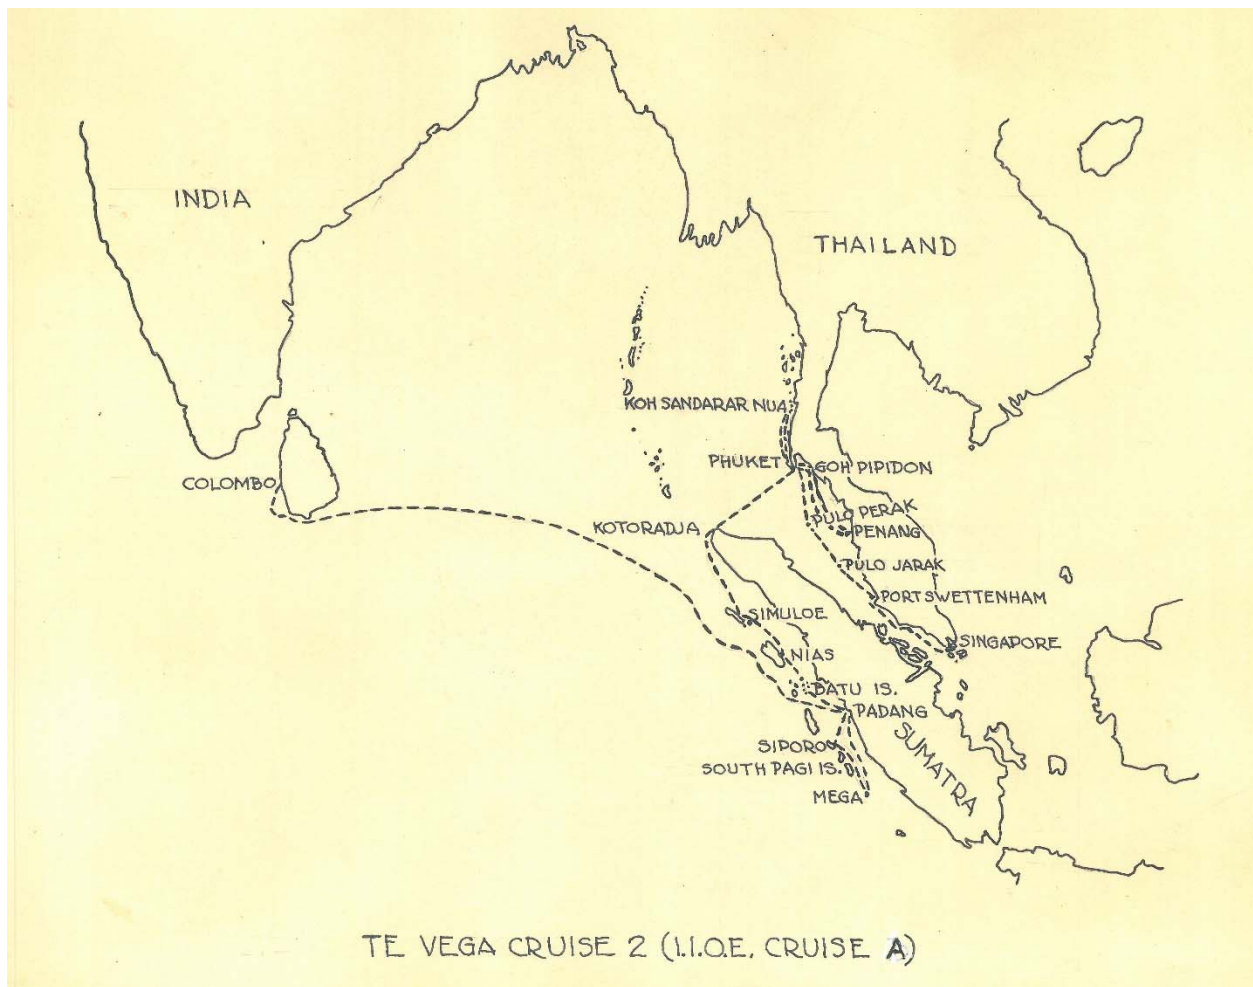 INDIA
THAILAND
KOH SANDARAR NUA
PHUKET
GOH PIPIDON
COLOMBO
PULO PERAK
KOTORADJA
PENANG
PULO JARAK
PORT SWETTENHAM
SIMULOE
SINGAPORE
NIAS
BATU IS.
PADANG
SUMATRA
SIPORO
SOUTH PAGI IS.
MEGA
TE VEGA CRUISE 2 (I.I.O.E. CRUISE A)